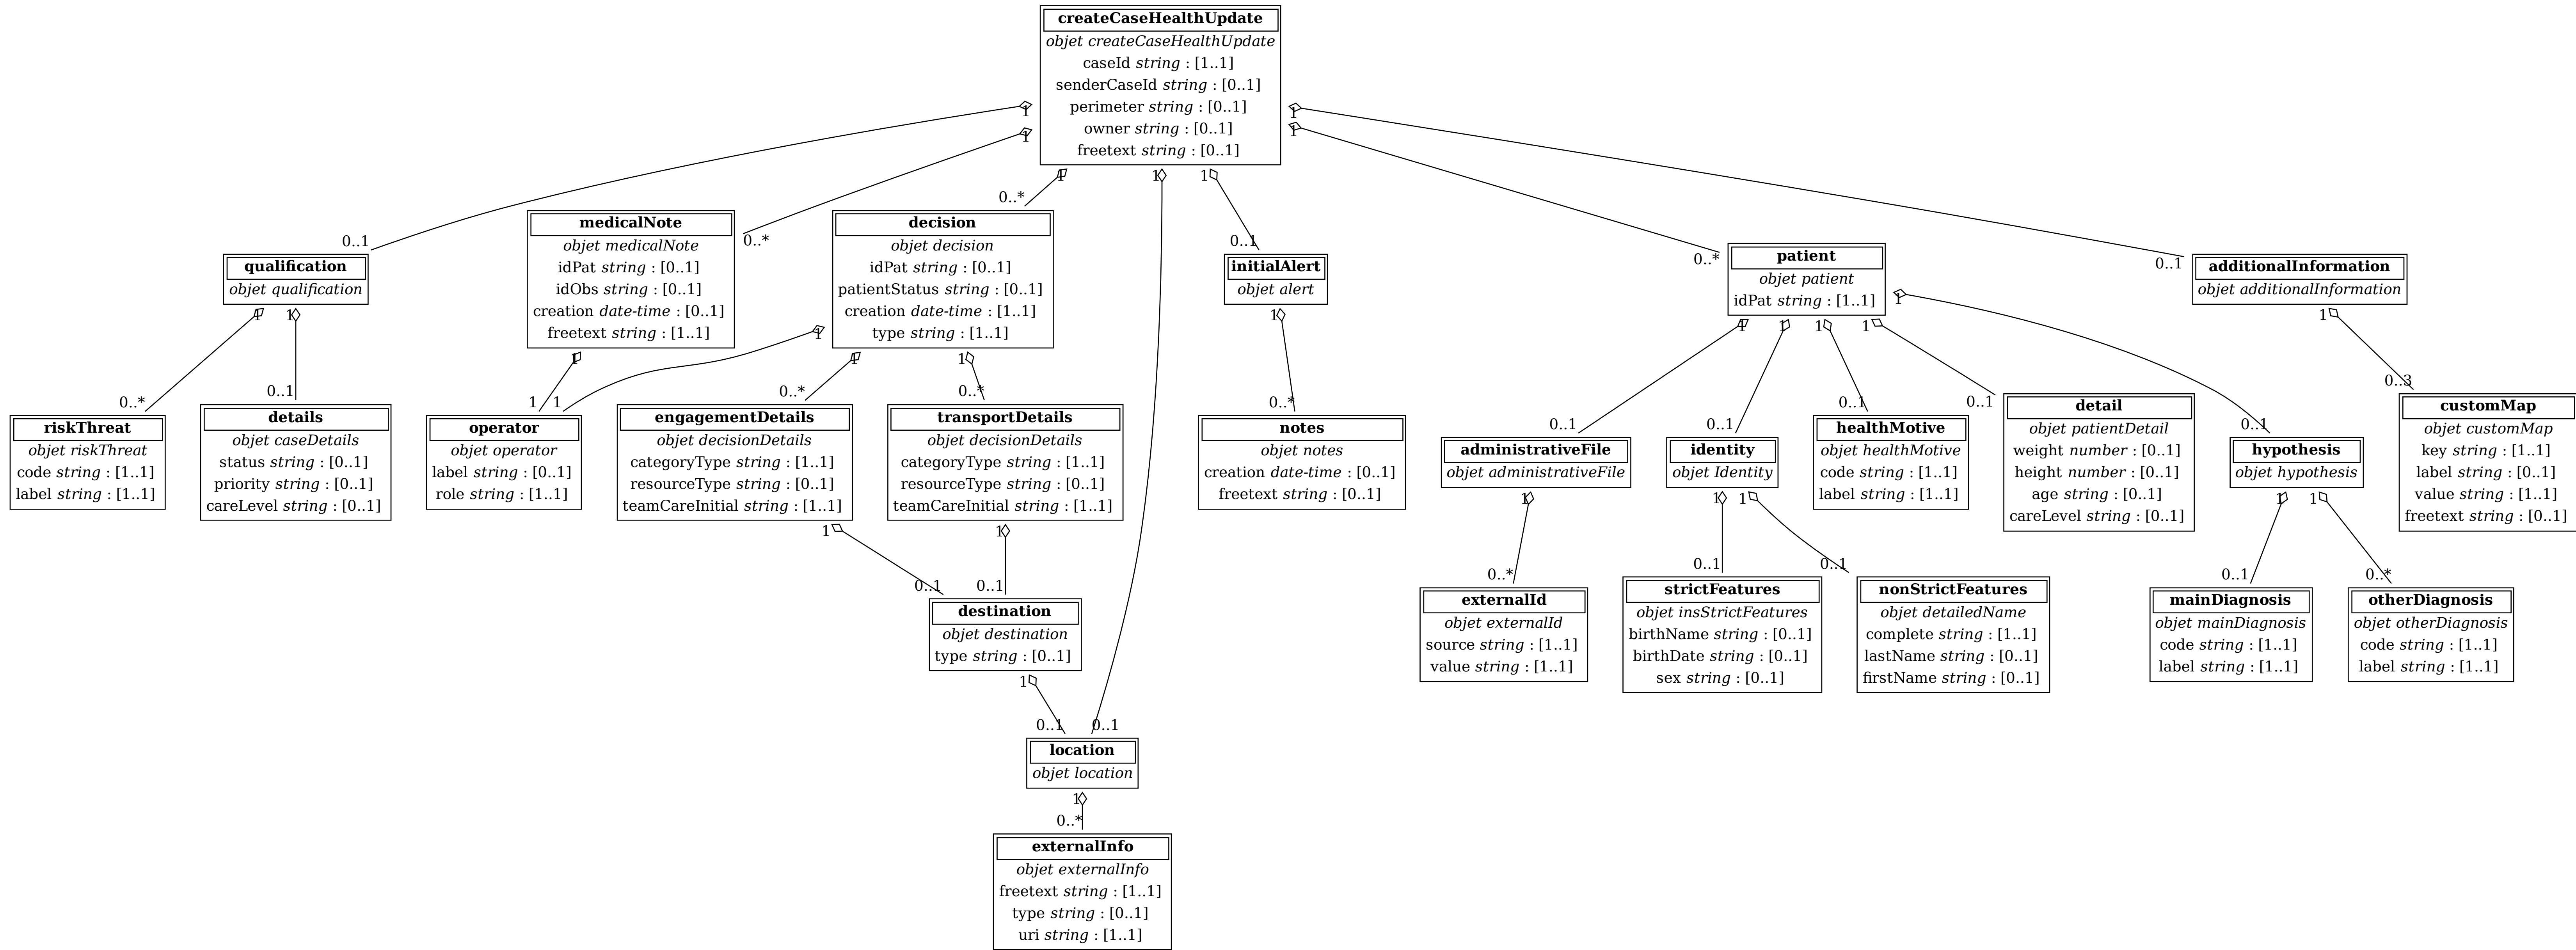 createCaseHealthUpdate
objet createCaseHealthUpdate
caseId string : [1..1]
senderCaseId string : [0..1]
perimeter string : [0..1]
owner string : [0..1]
freetext string : [0..1]
1
1
1
1
1
1
1
0..1
0..*
0..*
0..1
0..1
0..*
0..1
qualification
objet qualification
1
1
0..*
0..1
medicalNote
objet medicalNote
idPat string : [0..1]
idObs string : [0..1]
creation date-time : [0..1]
freetext string : [1..1]
1
1
decision
objet decision
idPat string : [0..1]
patientStatus string : [0..1]
creation date-time : [1..1]
type string : [1..1]
1
1
1
1
0..*
0..*
initialAlert
objet alert
1
0..*
patient
objet patient
idPat string : [1..1]
1
1
1
1
1
0..1
0..1
0..1
0..1
0..1
additionalInformation
objet additionalInformation
1
0..3
riskThreat
objet riskThreat
code string : [1..1]
label string : [1..1]
details
objet caseDetails
status string : [0..1]
priority string : [0..1]
careLevel string : [0..1]
operator
objet operator
label string : [0..1]
role string : [1..1]
engagementDetails
objet decisionDetails
categoryType string : [1..1]
resourceType string : [0..1]
teamCareInitial string : [1..1]
1
0..1
transportDetails
objet decisionDetails
categoryType string : [1..1]
resourceType string : [0..1]
teamCareInitial string : [1..1]
1
0..1
notes
objet notes
creation date-time : [0..1]
freetext string : [0..1]
administrativeFile
objet administrativeFile
1
0..*
identity
objet Identity
1
1
0..1
0..1
healthMotive
objet healthMotive
code string : [1..1]
label string : [1..1]
detail
objet patientDetail
weight number : [0..1]
height number : [0..1]
age string : [0..1]
careLevel string : [0..1]
hypothesis
objet hypothesis
1
1
0..1
0..*
customMap
objet customMap
key string : [1..1]
label string : [0..1]
value string : [1..1]
freetext string : [0..1]
destination
objet destination
type string : [0..1]
1
0..1
externalId
objet externalId
source string : [1..1]
value string : [1..1]
strictFeatures
objet insStrictFeatures
birthName string : [0..1]
birthDate string : [0..1]
sex string : [0..1]
nonStrictFeatures
objet detailedName
complete string : [1..1]
lastName string : [0..1]
firstName string : [0..1]
mainDiagnosis
objet mainDiagnosis
code string : [1..1]
label string : [1..1]
otherDiagnosis
objet otherDiagnosis
code string : [1..1]
label string : [1..1]
location
objet location
1
0..*
externalInfo
objet externalInfo
freetext string : [1..1]
type string : [0..1]
uri string : [1..1]